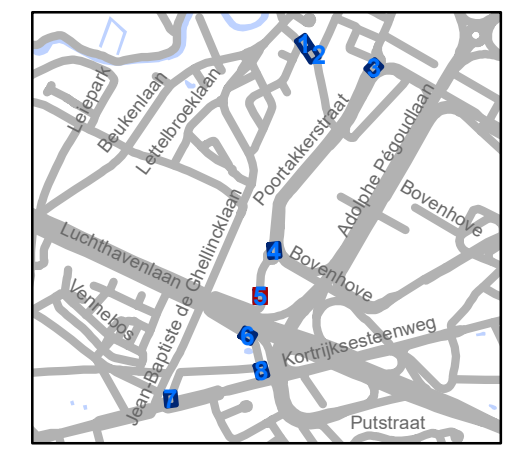 1
2
3
Leiepark
Beukenlaan
Lettelbroeklaan
Poortakkerstraat
Adolphe Pégoudlaan
Bovenhove
Luchthavenlaan
Jean-Baptiste de Ghellincklaan
4
Bovenhove
5
Vennebos
6
Kortrijksesteenweg
8
7
Putstraat